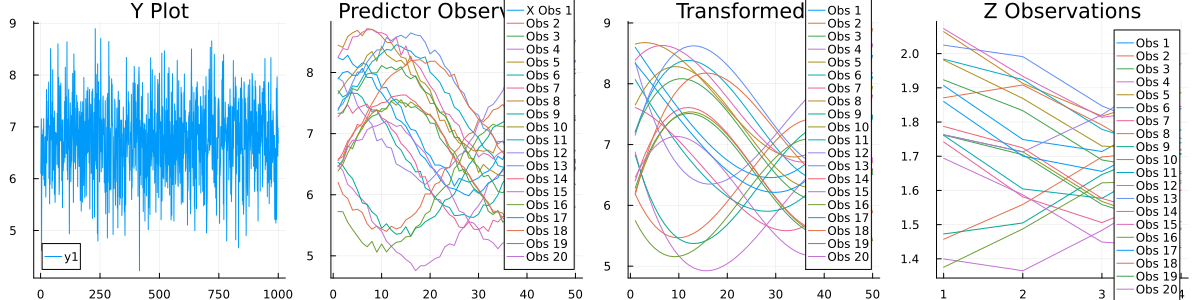 Y Plot
9
8
7
6
5
0
250
500
750
1000
y1
Predictor Observ
8
7
6
5
0
10
20
30
40
50
X Obs 1
Obs 2
Obs 3
Obs 4
Obs 5
Obs 6
Obs 7
Obs 8
Obs 9
Obs 10
Obs 11
Obs 12
Obs 13
Obs 14
Obs 15
Obs 16
Obs 17
Obs 18
Obs 19
Obs 20
Transformed
9
8
7
6
5
0
10
20
30
40
50
Obs 1
Obs 2
Obs 3
Obs 4
Obs 5
Obs 6
Obs 7
Obs 8
Obs 9
Obs 10
Obs 11
Obs 12
Obs 13
Obs 14
Obs 15
Obs 16
Obs 17
Obs 18
Obs 19
Obs 20
Z Observations
2.0
1.9
1.8
1.7
1.6
1.5
1.4
1
2
3
Obs 1
Obs 2
Obs 3
Obs 4
Obs 5
Obs 6
Obs 7
Obs 8
Obs 9
Obs 10
Obs 11
Obs 12
Obs 13
Obs 14
Obs 15
Obs 16
Obs 17
Obs 18
Obs 19
Obs 20